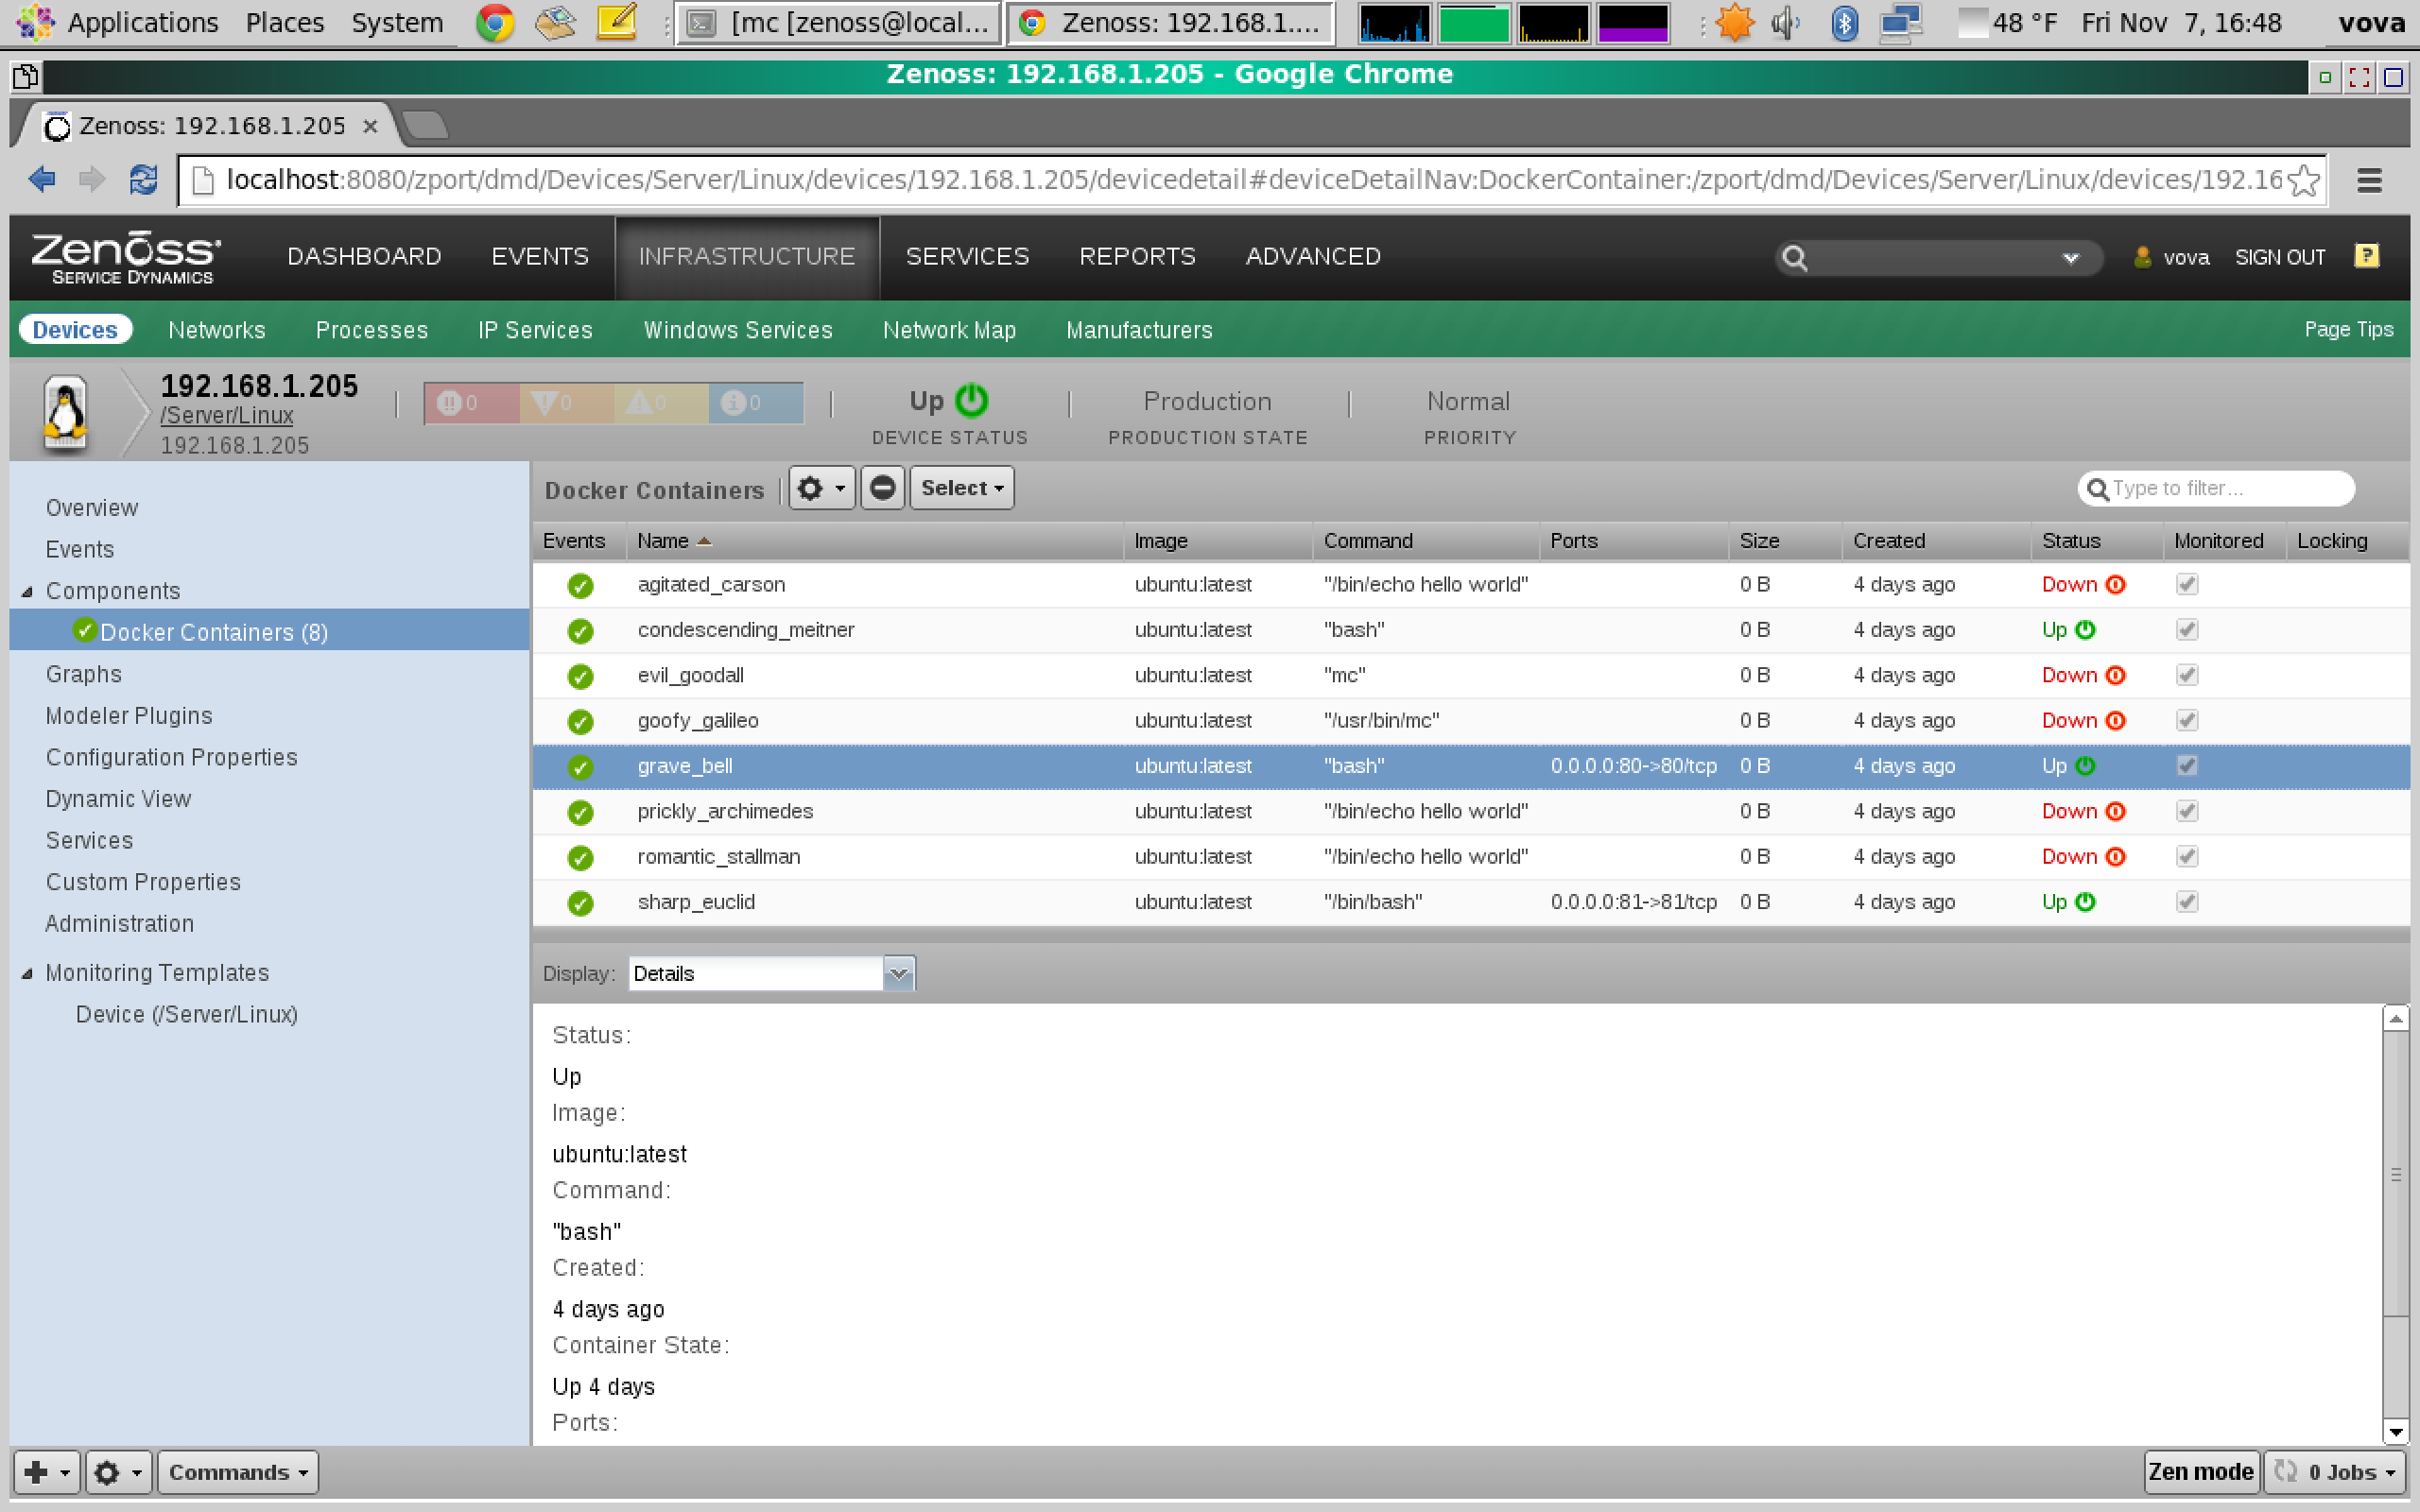 Applications Places System [mc [zenoss@local... Zenoss: 192.168.1.... 48 °F Fri Nov 7, 16:48 vova
Zenoss: 192.168.1.205 - Google Chrome
Zenoss: 192.168.1.205
localhost:8080/zport/dmd/Devices/Server/Linux/devices/192.168.1.205/devicedetail#deviceDetailNav:DockerContainer:/zport/dmd/Devices/Server/Linux/devices/192.16
Zenoss DASHBOARD EVENTS INFRASTRUCTURE SERVICES REPORTS ADVANCED vova SIGN OUT ?
SERVICE DYNAMICS
Devices Networks Processes IP Services Windows Services Network Map Manufacturers Page Tips
192.168.1.205
/Server/Linux
192.168.1.205
0 0 0 0
Up
DEVICE STATUS
Production
PRODUCTION STATE
Normal
PRIORITY
Overview
Events
Components
Docker Containers (8)
Graphs
Modeler Plugins
Configuration Properties
Dynamic View
Services
Custom Properties
Administration
Monitoring Templates
Device (/Server/Linux)
Docker Containers Select Type to filter...
Events Name Image Command Ports Size Created Status Monitored Locking
agitated_carson ubuntu:latest "/bin/echo hello world" 0 B 4 days ago Down
condescending_meitner ubuntu:latest "bash" 0 B 4 days ago Up
evil_goodall ubuntu:latest "mc" 0 B 4 days ago Down
goofy_galileo ubuntu:latest "/usr/bin/mc" 0 B 4 days ago Down
grave_bell ubuntu:latest "bash" 0.0.0.0:80->80/tcp 0 B 4 days ago Up
prickly_archimedes ubuntu:latest "/bin/echo hello world" 0 B 4 days ago Down
romantic_stallman ubuntu:latest "/bin/echo hello world" 0 B 4 days ago Down
sharp_euclid ubuntu:latest "/bin/bash" 0.0.0.0:81->81/tcp 0 B 4 days ago Up
Display: Details
Status:
Up
Image:
ubuntu:latest
Command:
"bash"
Created:
4 days ago
Container State:
Up 4 days
Ports:
Commands Zen mode 0 Jobs